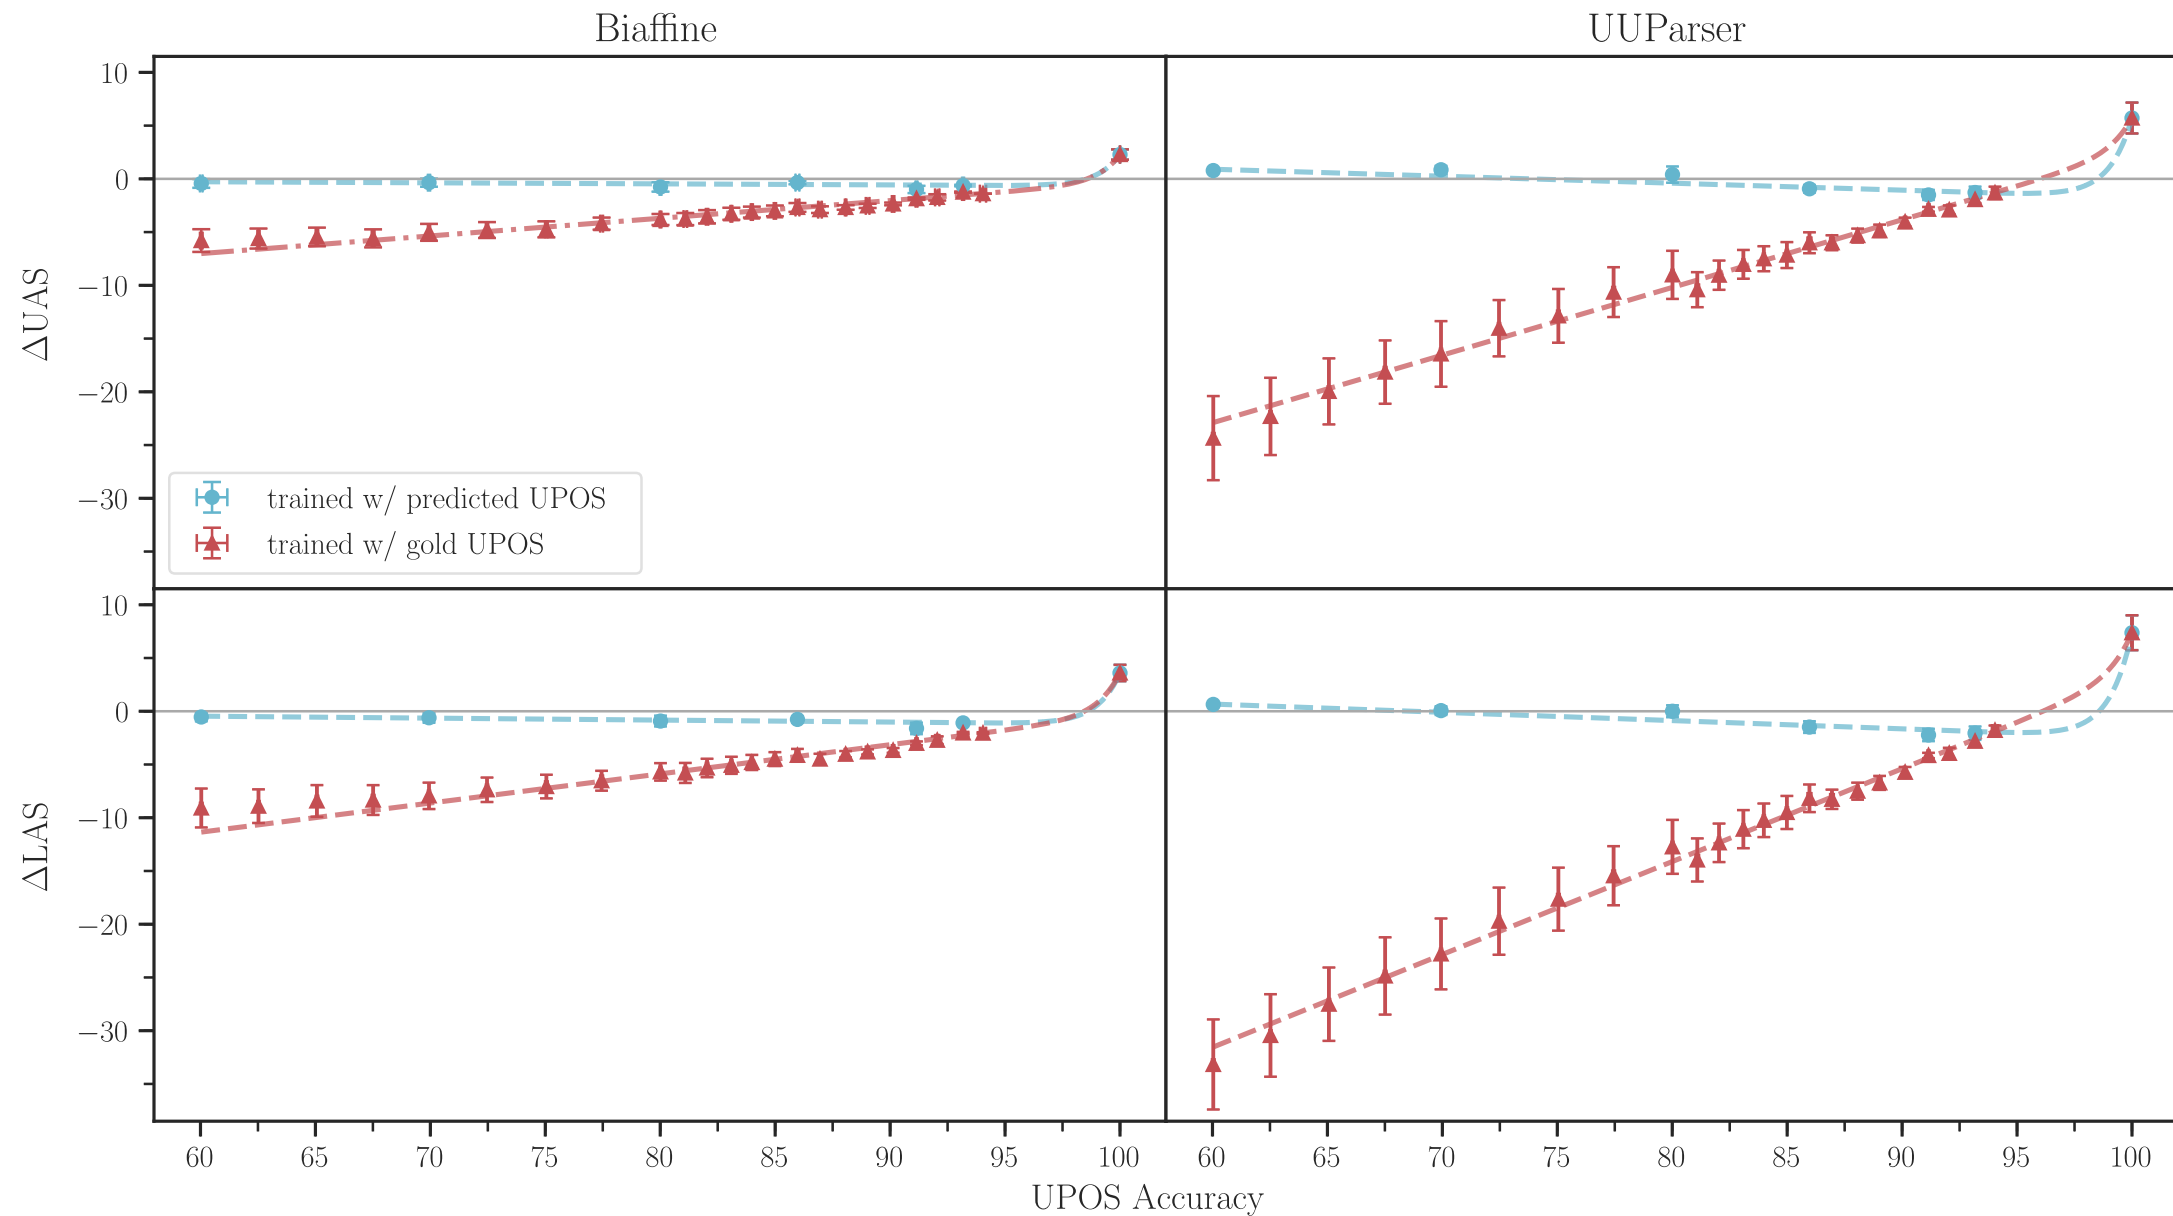 Biaffine
UUParser
10
0
−10
−20
−30
ΔUAS
trained w/ predicted UPOS
trained w/ gold UPOS
10
0
−10
−20
−30
ΔLAS
60 65 70 75 80 85 90 95 100 60 65 70 75 80 85 90 95 100
UPOS Accuracy